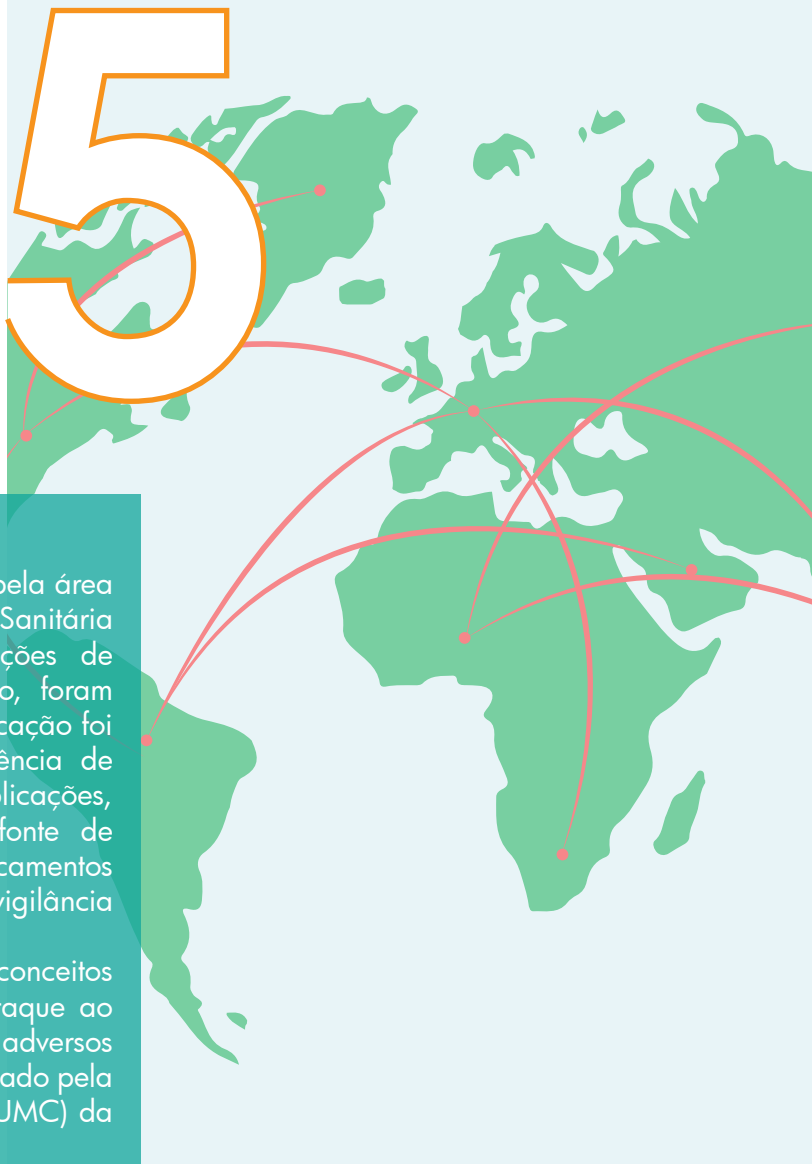 5
pela área
Sanitária
ções de
o, foram
cação foi
ência de
licações,
fonte de
camentos
vigilância
conceitos
aque ao
adversos
ado pela
UMC) da